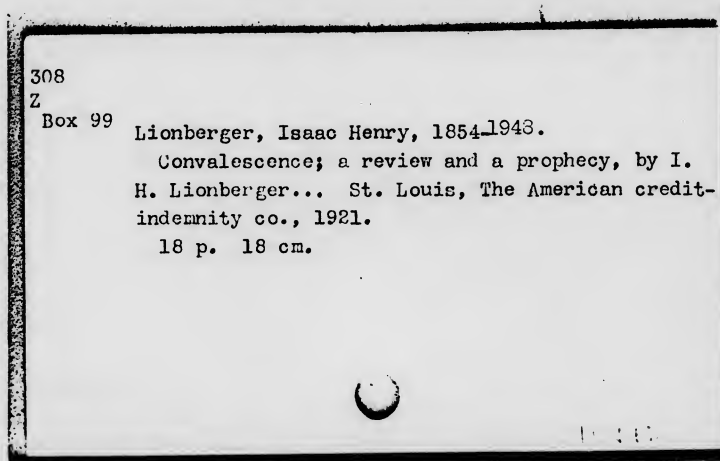 308
Z
Box 99
Lionberger, Isaac Henry, 1854-1948.
Convalescence; a review and a prophecy, by I.
H. Lionberger... St. Louis, The American credit-
indemnity co., 1921.
18 p. 18 cm.